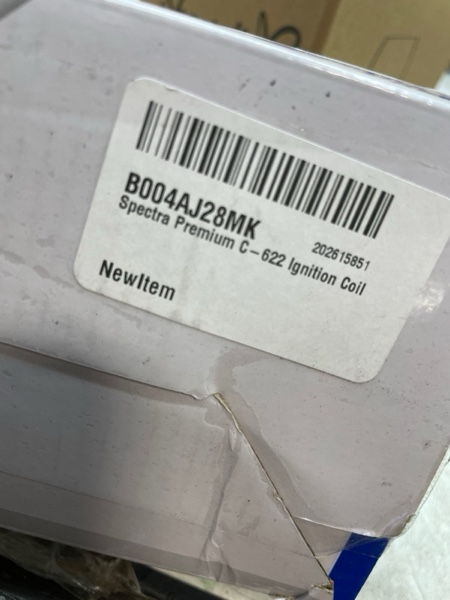 B004AJ28MK
202615851
Spectra Premium C-622 Ignition Coil
NewItem